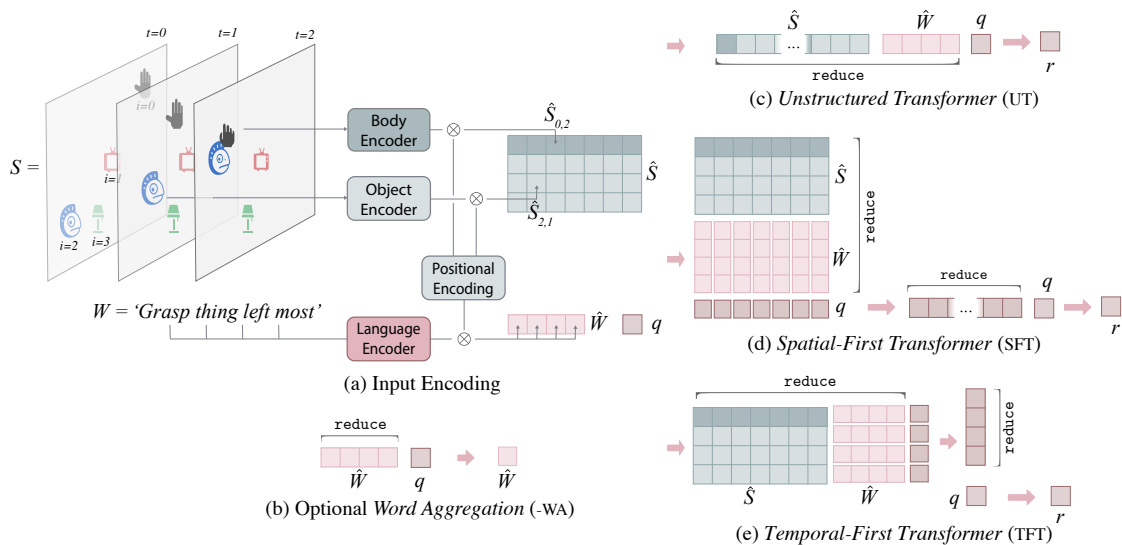 t=0
t=1
t=2
i=0
S =
i=1
i=2
i=3
Body
Encoder
Object
Encoder
Positional
Encoding
Ŝ0,2
Ŝ
Ŝ2,1
W = ‘Grasp thing left most’
Language
Encoder
Ŵ
q
(a) Input Encoding
reduce
Ŵ
q
Ŵ
(b) Optional Word Aggregation (-WA)
Ŝ
Ŵ
q
...
reduce
r
(c) Unstructured Transformer (UT)
Ŝ
reduce
Ŵ
q
reduce
q
...
r
(d) Spatial-First Transformer (SFT)
reduce
reduce
Ŝ
Ŵ
q
r
(e) Temporal-First Transformer (TFT)